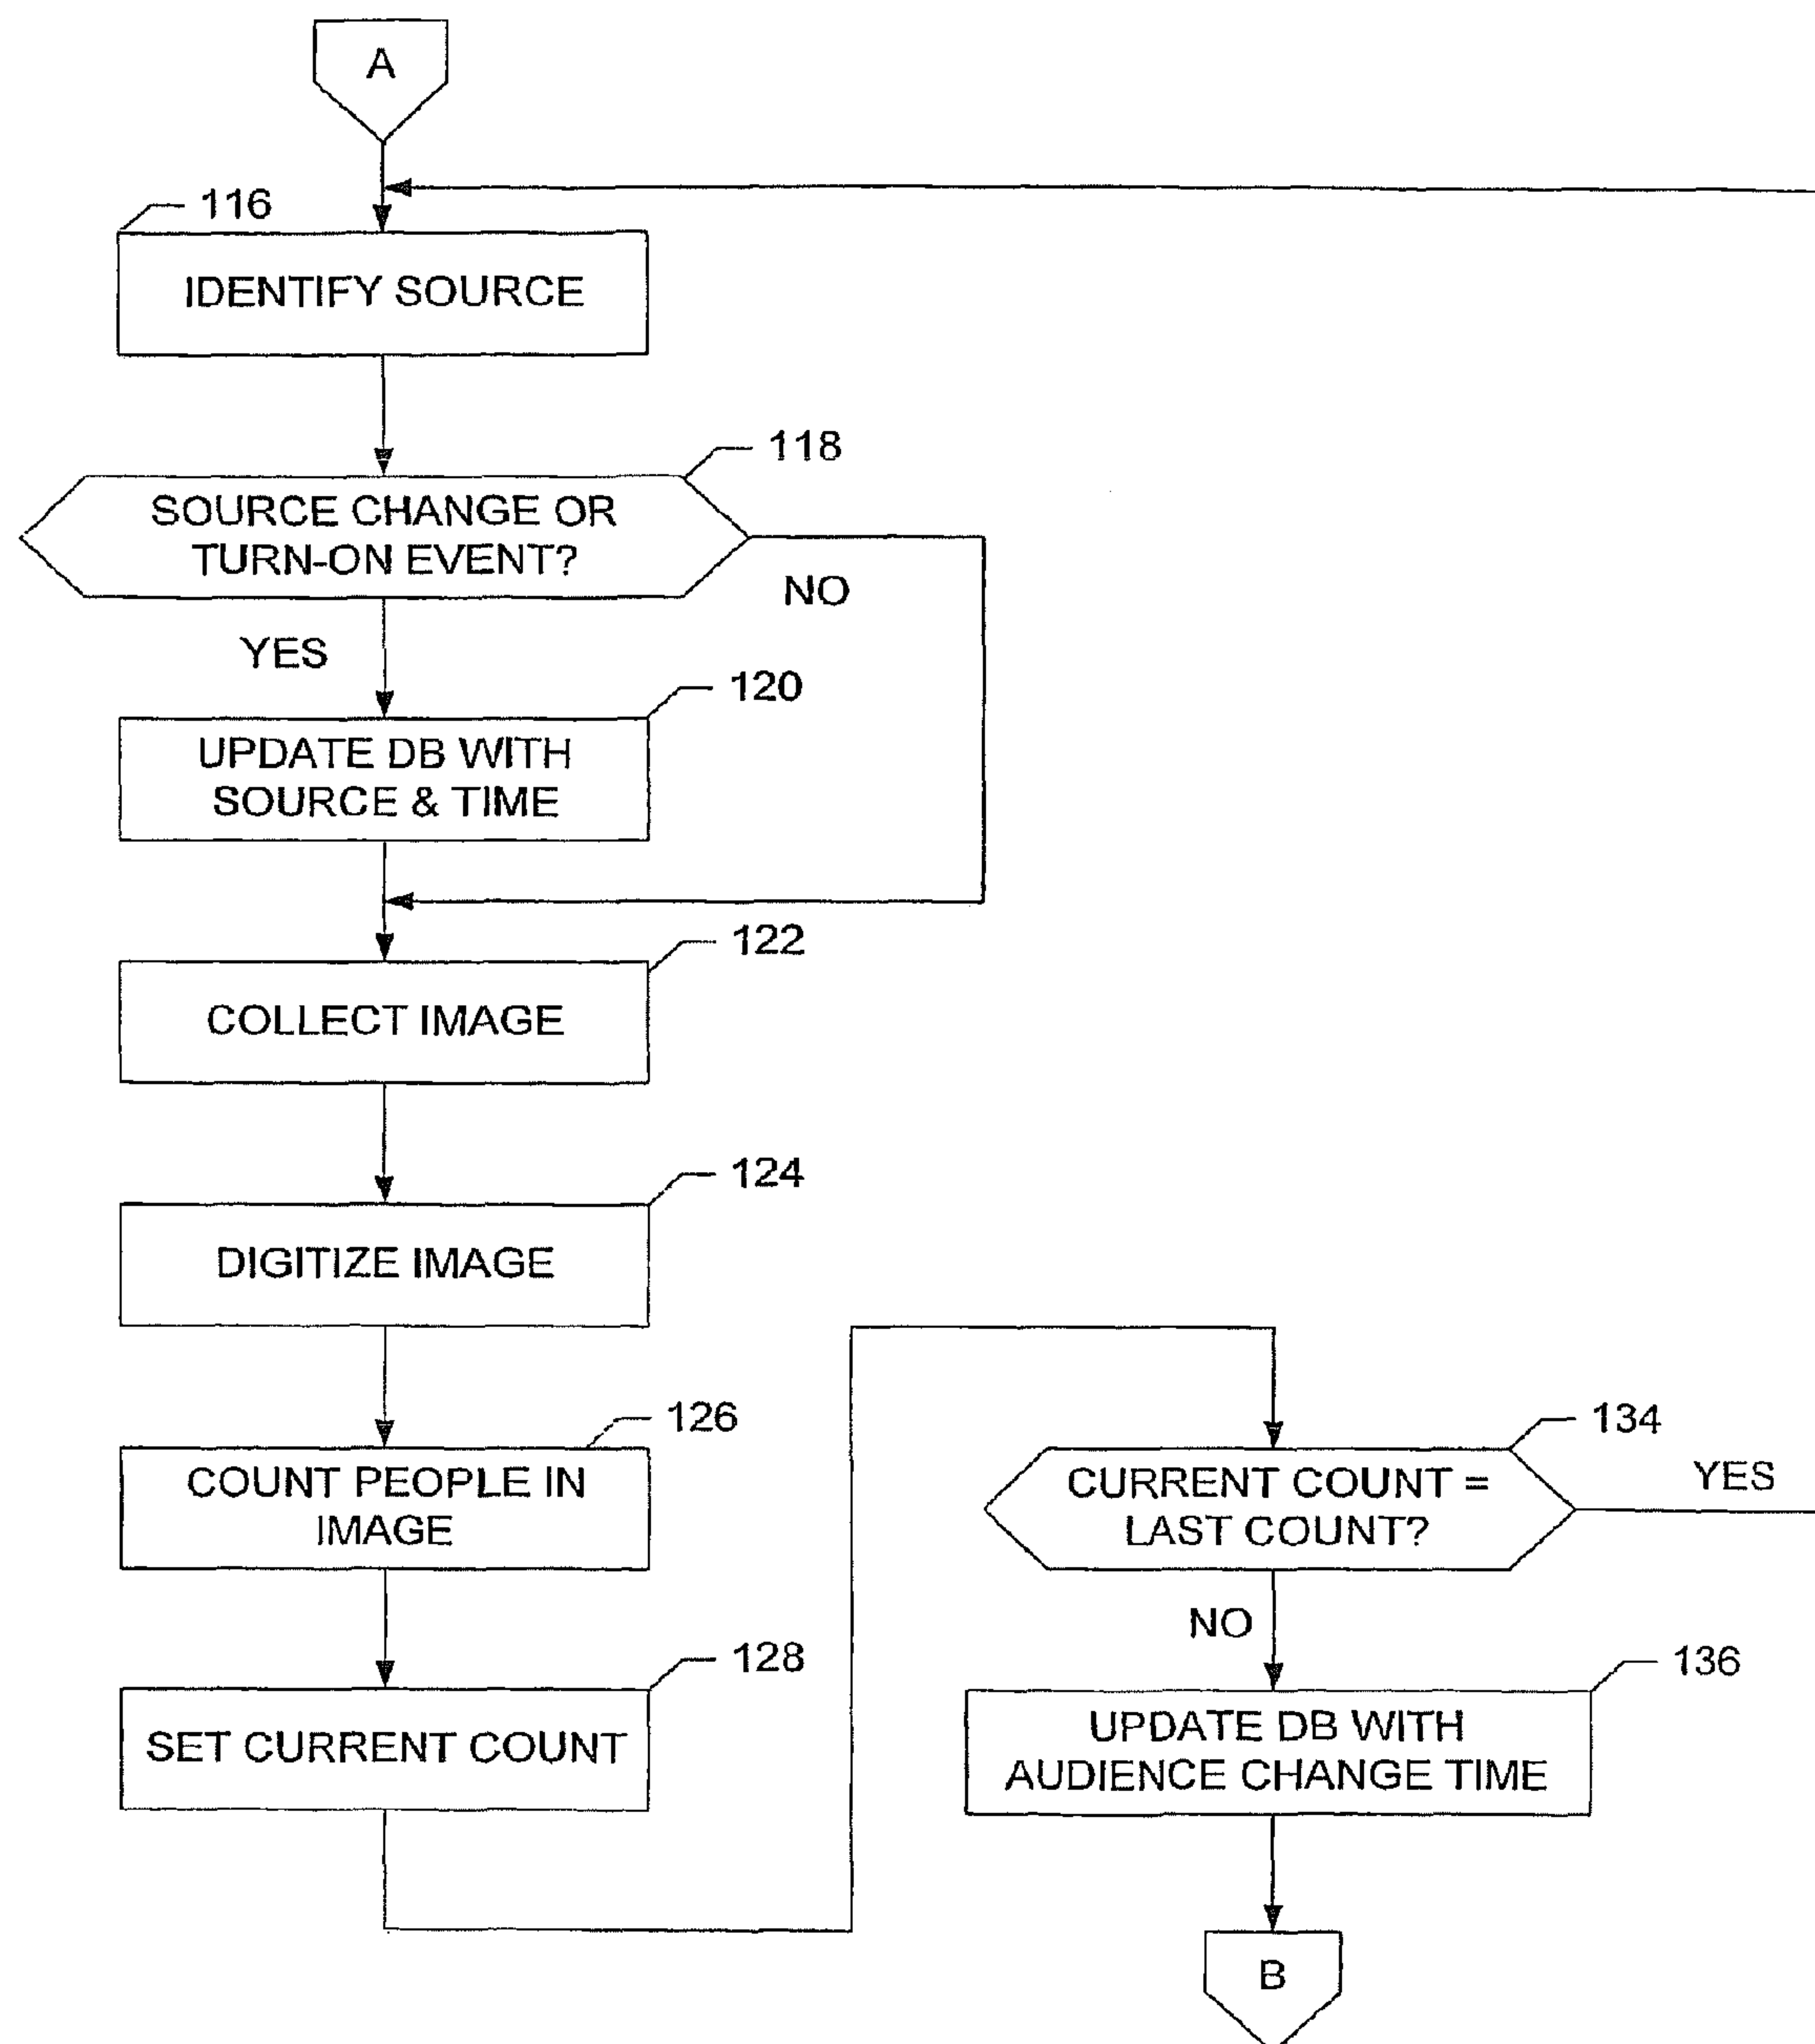 A
116
IDENTIFY SOURCE
118
SOURCE CHANGE OR
TURN-ON EVENT?
NO
YES
120
UPDATE DB WITH
SOURCE & TIME
122
COLLECT IMAGE
124
DIGITIZE IMAGE
126
COUNT PEOPLE IN
IMAGE
128
SET CURRENT COUNT
134
CURRENT COUNT =
LAST COUNT?
YES
NO
136
UPDATE DB WITH
AUDIENCE CHANGE TIME
B